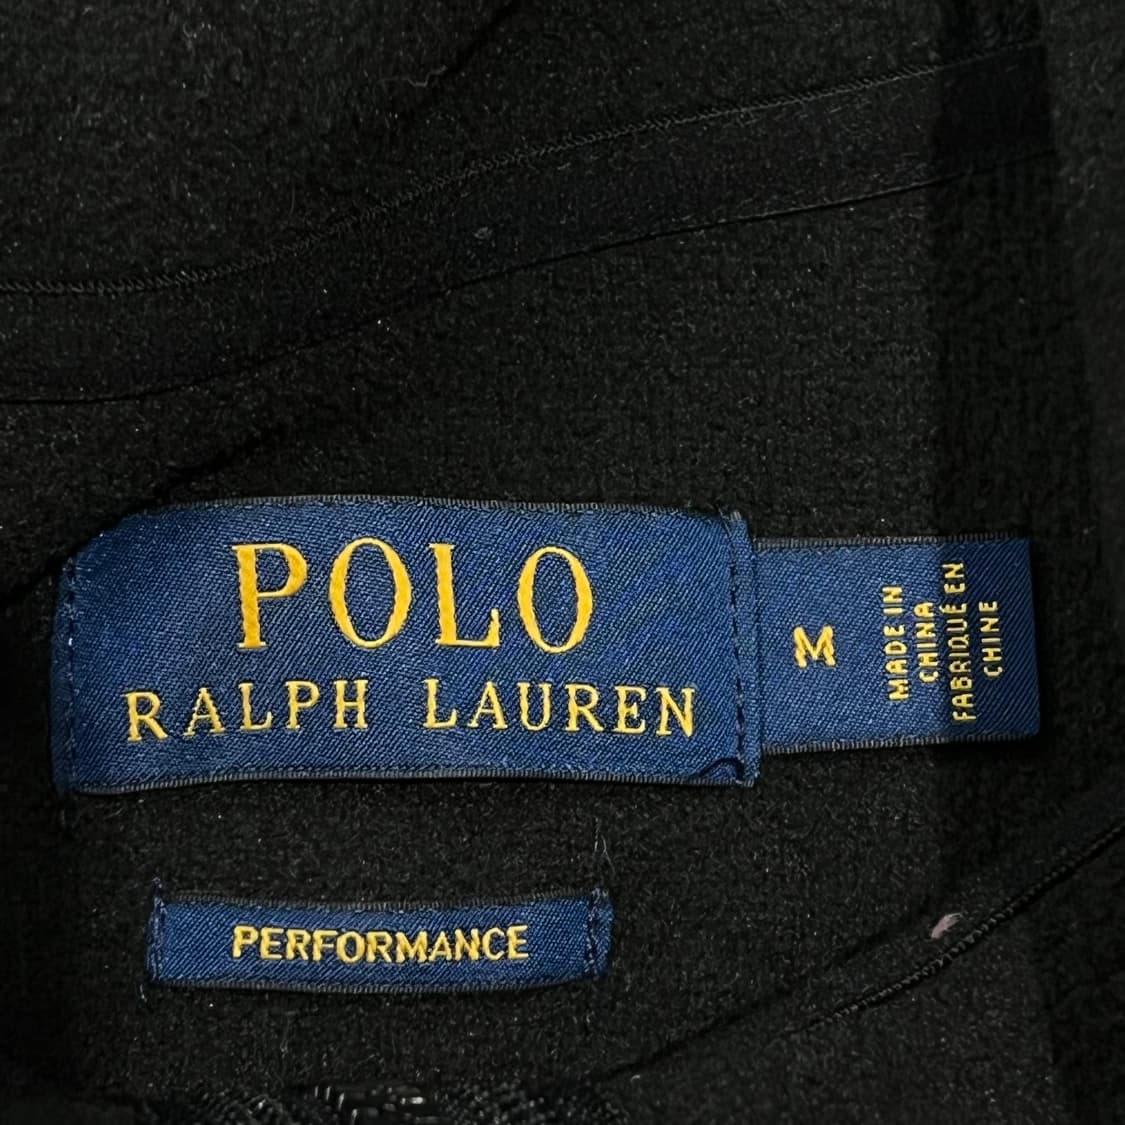 POLO
RALPH LAUREN
M
MADE IN
CHINA
FABRIQUÉ EN
CHINE
PERFORMANCE